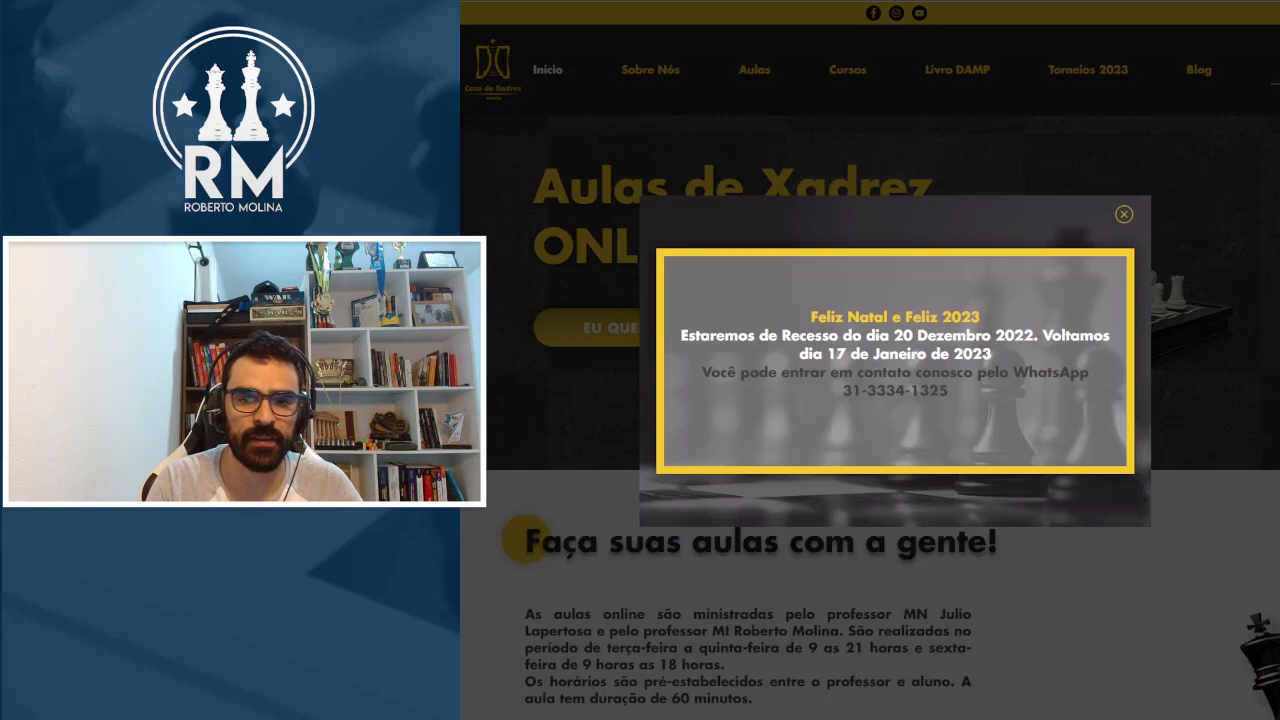 RM
ROBERTO MOLINA
Casa do Xadrez
Início
Sobre Nós
Aulas
Cursos
Livro DAMP
Torneios 2023
Blog
Aulas de Xadrez
ONL
EU QUE
Feliz Natal e Feliz 2023
Estaremos de Recesso do dia 20 Dezembro 2022. Voltamos
dia 17 de Janeiro de 2023
Você pode entrar em contato conosco pelo WhatsApp
31-3334-1325
Faça suas aulas com a gente!
As aulas online são ministradas pelo professor MN Julio
Lapertosa e pelo professor MI Roberto Molina. São realizadas no
período de terça-feira a quinta-feira de 9 as 21 horas e sexta-
feira de 9 horas as 18 horas.
Os horários são pré-estabelecidos entre o professor e aluno. A
aula tem duração de 60 minutos.